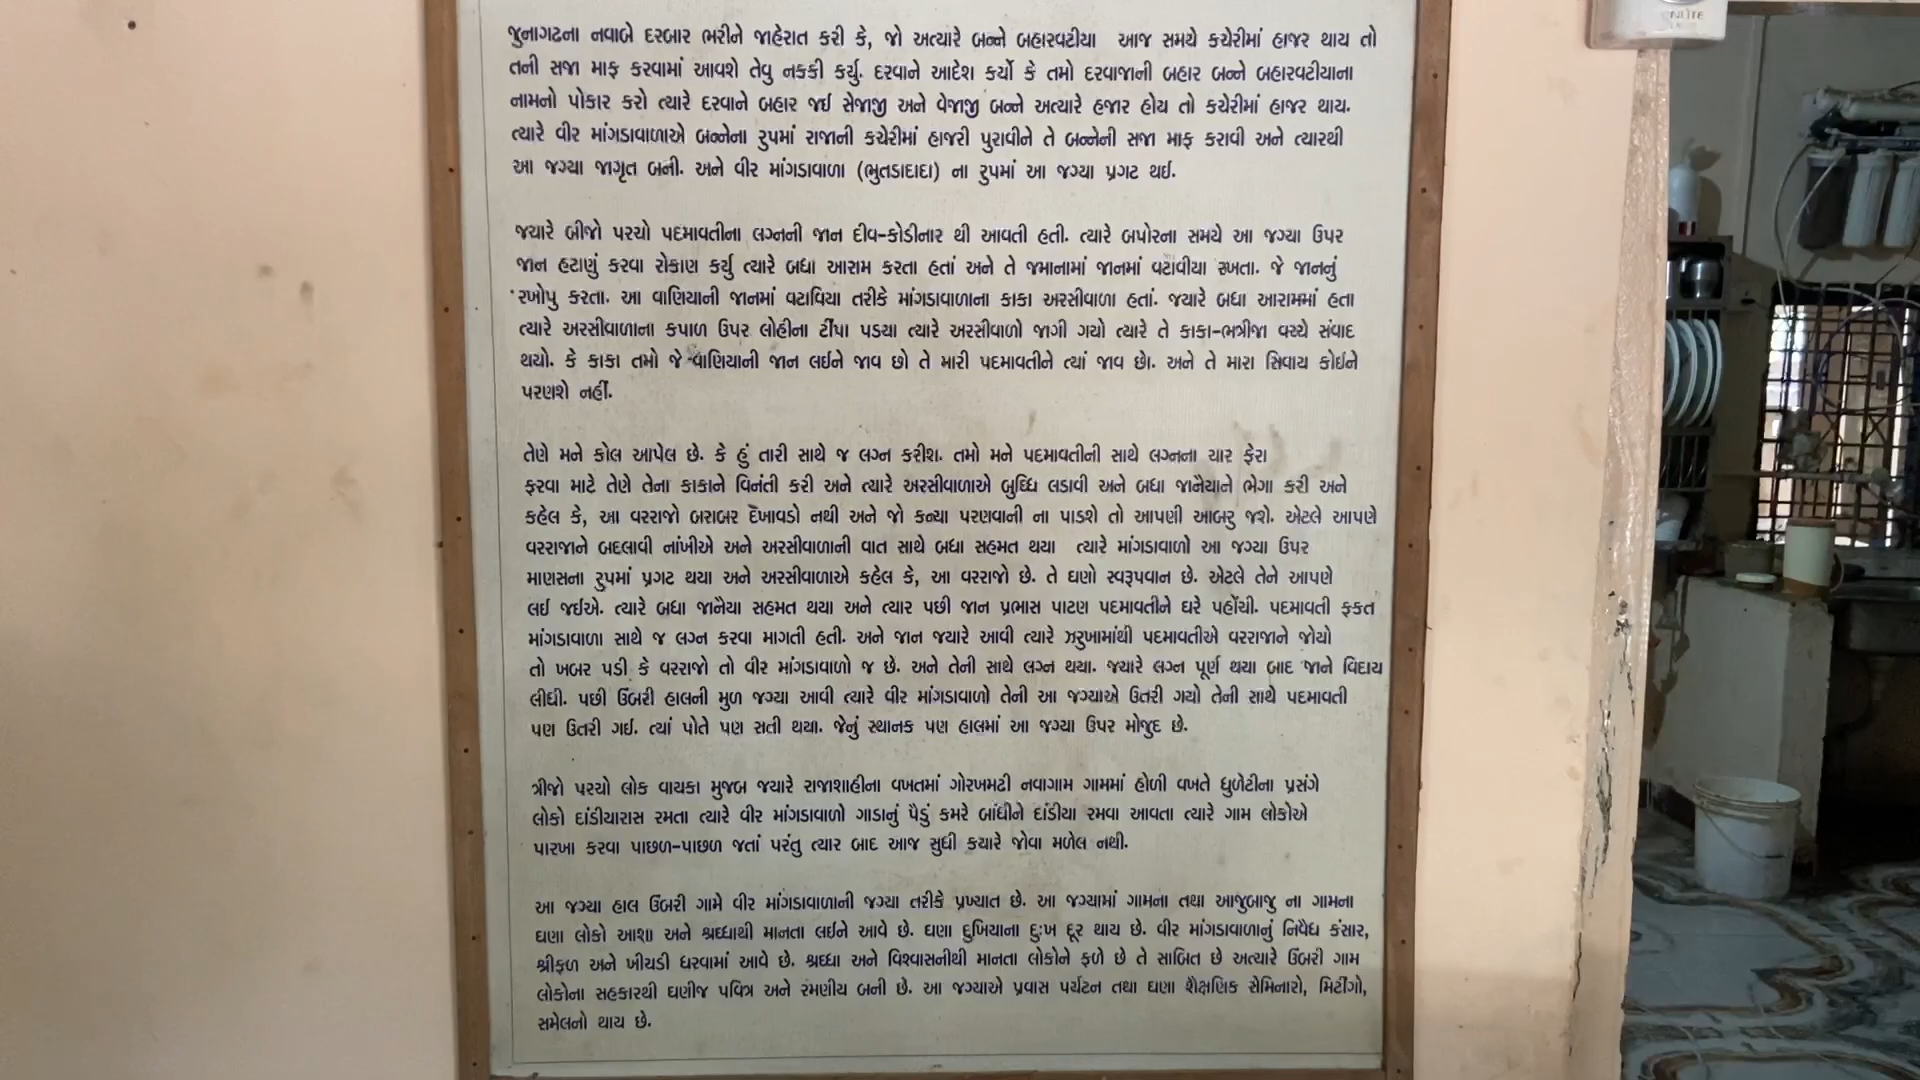 જુનાગઢના નવાબે દરબાર ભરીને જાહેરાત કરી કે, જો અત્યારે બન્ને બહારવટીયા આજ સમયે કચેરીમાં હાજર થાય તો
તની સજા માફ કરવામાં આવશે તેવુ નક્કી કર્યુ. દરવાને આદેશ કર્યો કે તમો દરવાજાની બહાર બન્ને બહારવટીયાના
નામનો પોકાર કરો ત્યારે દરવાને બહાર જઈ સેજાજી અને વેજાજી બન્ને અત્યારે હજાર હોય તો કચેરીમાં હાજર થાય.
ત્યારે વીર માંગડાવાળાએ બન્નેના રુપમાં રાજાની કચેરીમાં હાજરી પુરાવીને તે બન્નેની સજા માફ કરાવી અને ત્યારથી
આ જગ્યા જાગૃત બની. અને વીર માંગડાવાળા (ભુતડાદાદા) ના રુપમાં આ જગ્યા પ્રગટ થઈ.
જયારે બીજો પરચો પદમાવતીના લગ્નની જાન દીવ-કોડીનાર થી આવતી હતી. ત્યારે બપોરના સમયે આ જગ્યા ઉપર
જાન હટાણું કરવા રોકાણ કર્યુ ત્યારે બધા આરામ કરતા હતાં અને તે જમાનામાં જાનમાં વટાવીયા રખતા. જે જાનનું
રખોપુ કરતા. આ વાણિયાની જાનમાં વટાવિયા તરીકે માંગડાવાળાના કાકા અરસીવાળા હતાં. જયારે બધા આરામમાં હતા
ત્યારે અરસીવાળાના કપાળ ઉપર લોહીના ટીંપા પડયા ત્યારે અરસીવાળો જાગી ગયો ત્યારે તે કાકા-ભત્રીજા વચ્ચે સંવાદ
થયો. કે કાકા તમો જે વાણિયાની જાન લઈને જાવ છો તે મારી પદમાવતીને ત્યાં જાવ છો. અને તે મારા સિવાય કોઈને
પરણશે નહીં.
તેણે મને કોલ આપેલ છે. કે હું તારી સાથે જ લગ્ન કરીશ. તમો મને પદમાવતીની સાથે લગ્નના ચાર ફેરા
ફરવા માટે તેણે તેના કાકાને વિનંતી કરી અને ત્યારે અરસીવાળાએ બુધ્ધિ લડાવી અને બધા જાનૈયાને ભેગા કરી અને
કહેલ કે, આ વરરાજો બરાબર દેખાવડો નથી અને જો કન્યા પરણવાની ના પાડશે તો આપણી આબરુ જશે. એટલે આપણે
વરરાજાને બદલાવી નાંખીએ અને અરસીવાળાની વાત સાથે બધા સહમત થયા ત્યારે માંગડાવાળો આ જગ્યા ઉપર
માણસના રુપમાં પ્રગટ થયા અને અરસીવાળાએ કહેલ કે, આ વરરાજો છે. તે ઘણો સ્વરૂપવાન છે. એટલે તેને આપણે
લઈ જઈએ. ત્યારે બધા જાનૈયા સહમત થયા અને ત્યાર પછી જાન પ્રભાસ પાટણ પદમાવતીને ઘરે પહોંચી. પદમાવતી ફકત
માંગડાવાળા સાથે જ લગ્ન કરવા માગતી હતી. અને જાન જયારે આવી ત્યારે ઝરુખામાંથી પદમાવતીએ વરરાજાને જોયો
તો ખબર પડી કે વરરાજો તો વીર માંગડાવાળો જ છે. અને તેની સાથે લગ્ન થયા. જયારે લગ્ન પૂર્ણ થયા બાદ જાને વિદાય
લીધી. પછી ઉંબરી હાલની મુળ જગ્યા આવી ત્યારે વીર માંગડાવાળો તેની આ જગ્યાએ ઉતરી ગયો તેની સાથે પદમાવતી
પણ ઉતરી ગઈ. ત્યાં પોતે પણ સતી થયા. જેનું સ્થાનક પણ હાલમાં આ જગ્યા ઉપર મોજુદ છે.
ત્રીજો પરચો લોક વાયકા મુજબ જયારે રાજાશાહીના વખતમાં ગોરખમઢી નવાગામ ગામમાં હોળી વખતે ધુળેટીના પ્રસંગે
લોકો દાંડીયારાસ રમતા ત્યારે વીર માંગડાવાળો ગાડાનું પૈડું કમરે બાંધીને દાંડીયા રમવા આવતા ત્યારે ગામ લોકોએ
પારખા કરવા પાછળ-પાછળ જતાં પરંતુ ત્યાર બાદ આજ સુધી કયારે જોવા મળેલ નથી.
આ જગ્યા હાલ ઉંબરી ગામે વીર માંગડાવાળાની જગ્યા તરીકે પ્રખ્યાત છે. આ જગ્યામાં ગામના તથા આજુબાજુ ના ગામના
ઘણા લોકો આશા અને શ્રધ્ધાથી માનતા લઈને આવે છે. ઘણા દુખિયાના દુઃખ દૂર થાય છે. વીર માંગડાવાળાનું નિવૈધ કંસાર,
શ્રીફળ અને ખીચડી ધરવામાં આવે છે. શ્રધ્ધા અને વિશ્વાસનીથી માનતા લોકોને ફળે છે તે સાબિત છે અત્યારે ઉંબરી ગામ
લોકોના સહકારથી ઘણીજ પવિત્ર અને રંમણીય બની છે. આ જગ્યાએ પ્રવાસ પર્યટન તથા ઘણા શૈક્ષણિક સેમિનારો, મિટીંગો,
સમેલનો થાય છે.